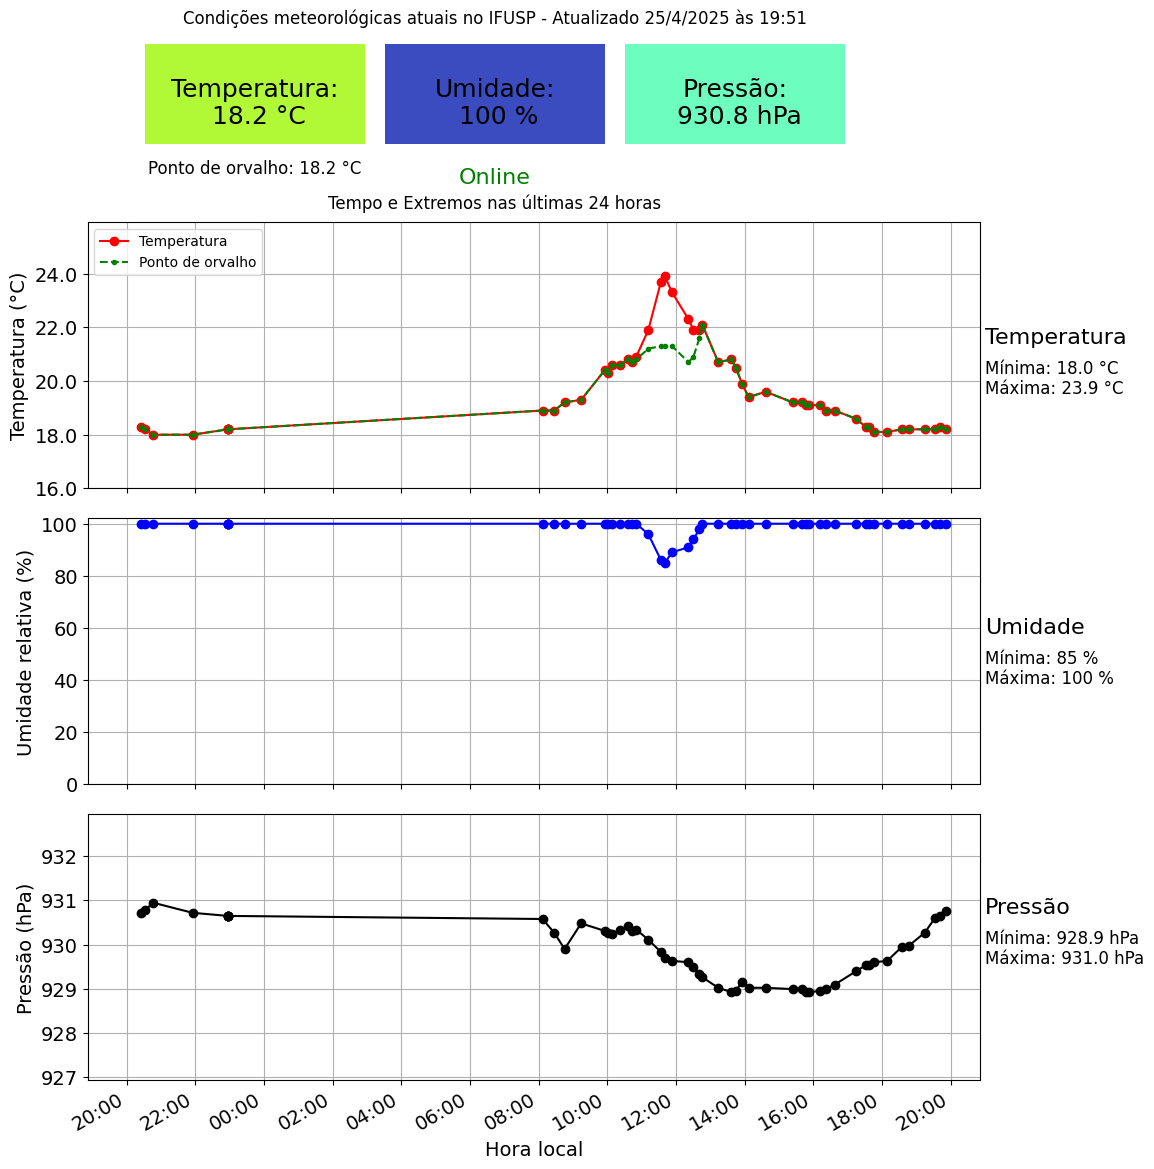 Condições meteorológicas atuais no IFUSP - Atualizado 25/4/2025 às 19:51
Temperatura:
18.2 °C
Umidade:
100 %
Pressão:
930.8 hPa
Ponto de orvalho: 18.2 °C
Online
Tempo e Extremos nas últimas 24 horas
Temperatura
Ponto de orvalho
Temperatura (°C)
24.0
22.0
20.0
18.0
16.0
Temperatura
Mínima: 18.0 °C
Máxima: 23.9 °C
Umidade relativa (%)
100
80
60
40
20
0
Umidade
Mínima: 85 %
Máxima: 100 %
Pressão (hPa)
932
931
930
929
928
927
Pressão
Mínima: 928.9 hPa
Máxima: 931.0 hPa
20:00
22:00
00:00
02:00
04:00
06:00
08:00
10:00
12:00
14:00
16:00
18:00
20:00
Hora local